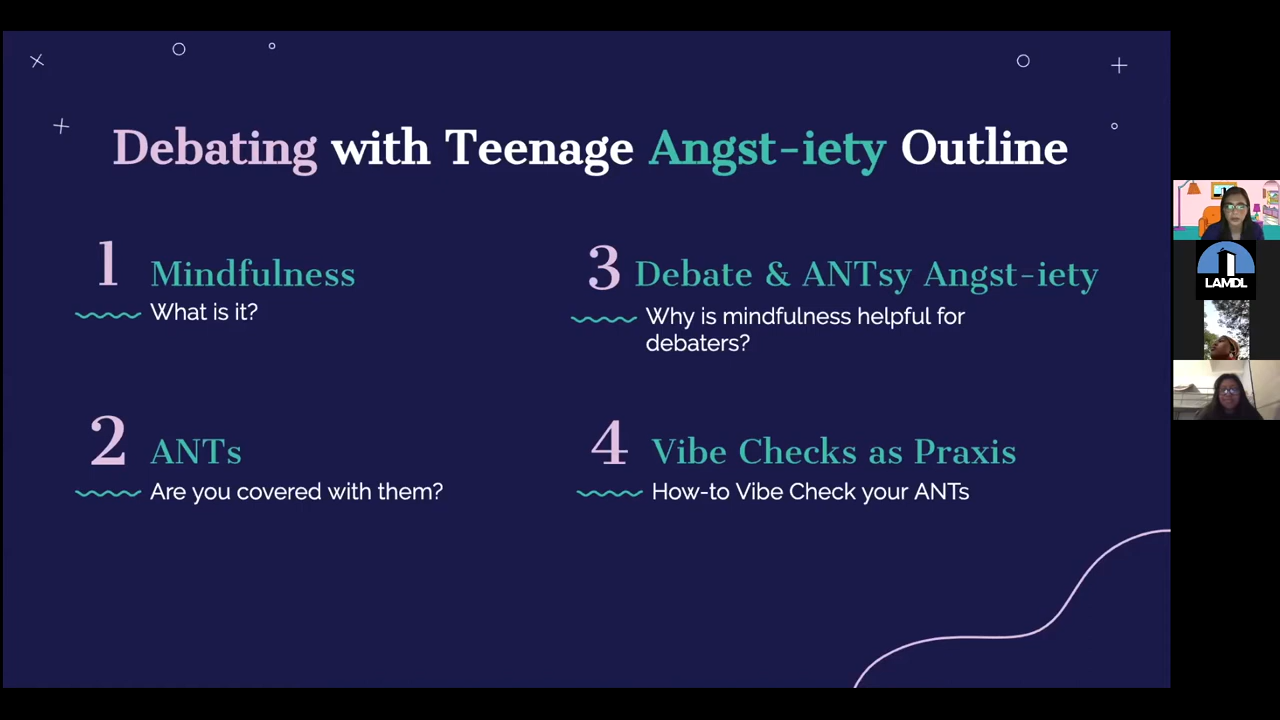 Debating with Teenage Angst-iety Outline
1 Mindfulness
What is it?
2 ANTs
Are you covered with them?
3 Debate & ANTsy Angst-iety
Why is mindfulness helpful for
debaters?
4 Vibe Checks as Praxis
How-to Vibe Check your ANTs
LAMDL